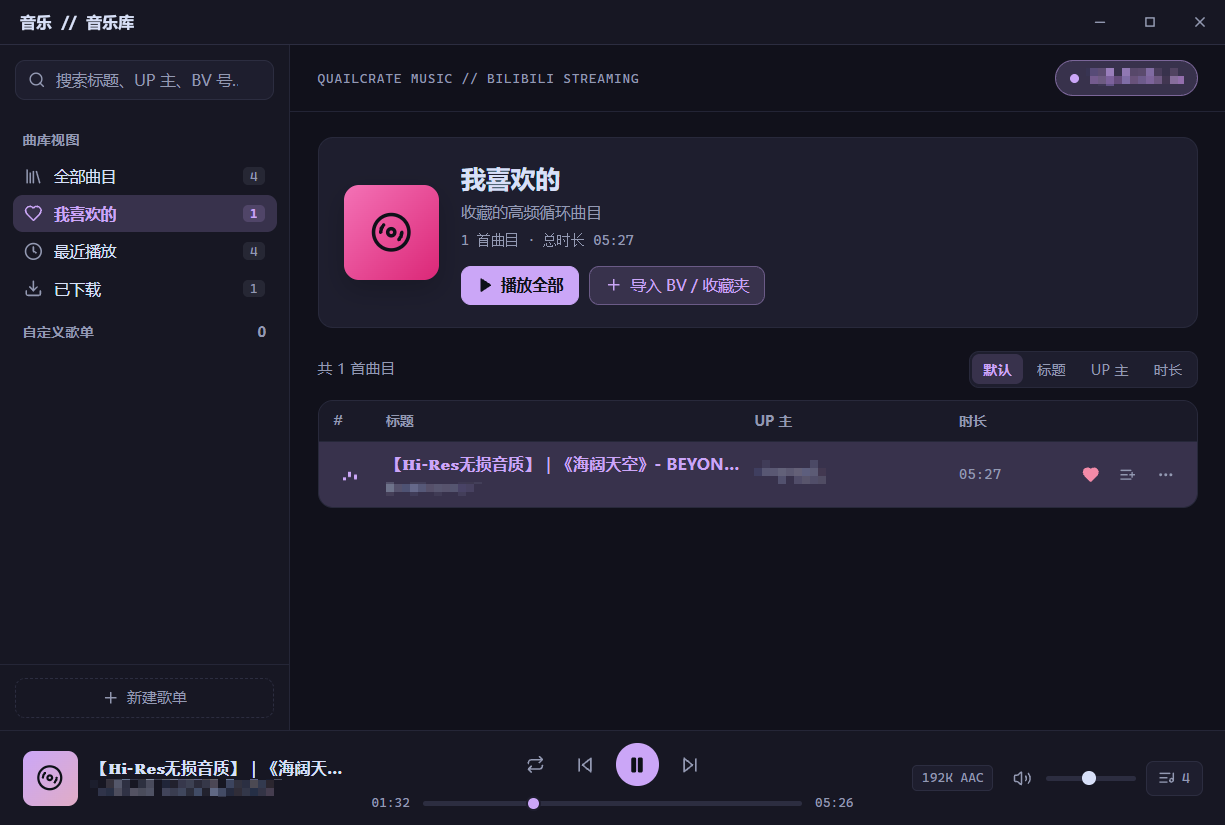 音乐 // 音乐库
搜索标题、UP 主、BV 号..
QUAILCRATE MUSIC // BILIBILI STREAMING
曲库视图
全部曲目 4
我喜欢的 1
最近播放 4
已下载 1
自定义歌单 0
新建歌单
我喜欢的
收藏的高频循环曲目
1 首曲目 · 总时长 05:27
播放全部
导入 BV / 收藏夹
共 1 首曲目
默认 标题 UP 主 时长
# 标题 UP 主 时长
【Hi-Res无损音质】 | 《海阔天空》- BEYON... 05:27
【Hi-Res无损音质】 | 《海阔天...
01:32 05:26
192K AAC
4